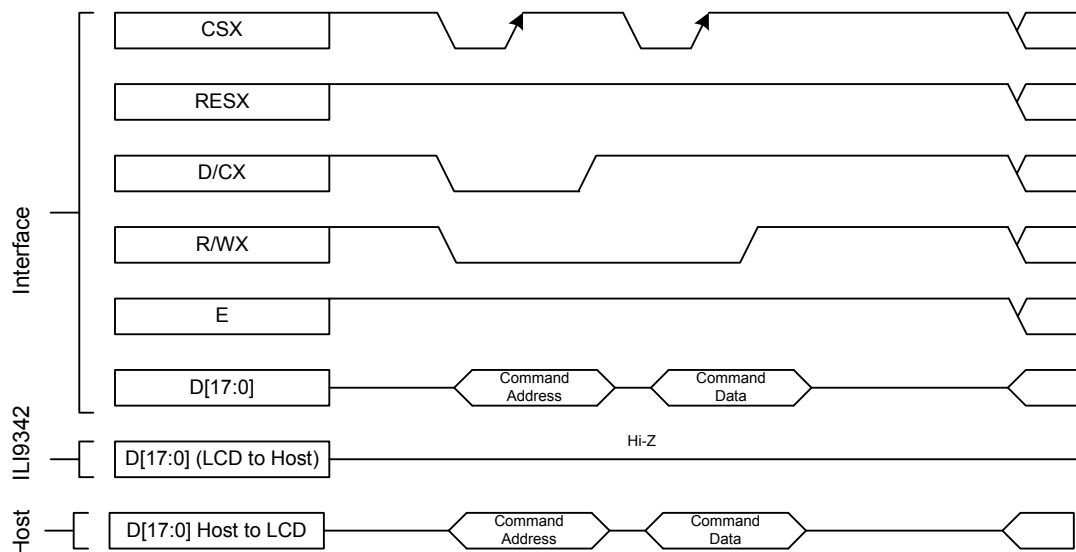 CSX
RESX
D/CX
R/WX
Interface
E
D[17:0]
Command
Address
Command
Data
ILI9342
D[17:0] (LCD to Host)
Hi-Z
Host
D[17:0] Host to LCD
Command
Address
Command
Data